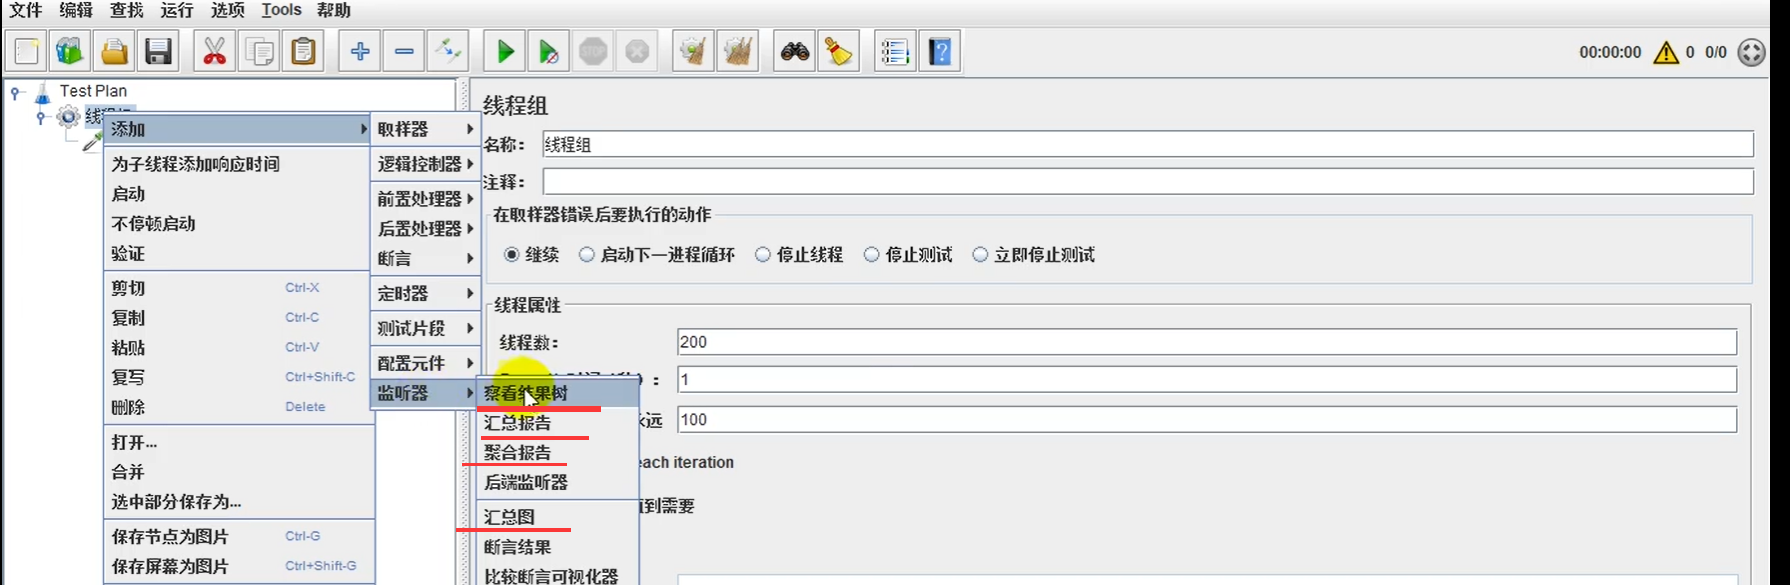 文件 编辑 查找 运行 选项 Tools 帮助
STOP
00:00:00 0 0/0
Test Plan
线程组
添加
为子线程添加响应时间
启动
不停顿启动
验证
剪切 Ctrl-X
复制 Ctrl-C
粘贴 Ctrl-V
复写 Ctrl+Shift-C
删除 Delete
打开...
合并
选中部分保存为...
保存节点为图片 Ctrl-G
保存屏幕为图片 Ctrl+Shift-G
取样器
逻辑控制器
前置处理器
后置处理器
断言
定时器
测试片段
配置元件
监听器
察看结果树
汇总报告
聚合报告
后端监听器
汇总图
断言结果
比较断言可视化器
线程组
名称： 线程组
注释：
在取样器错误后要执行的动作
继续 启动下一进程循环 停止线程 停止测试 立即停止测试
线程属性
线程数： 200
1
远 100
each iteration
到需要